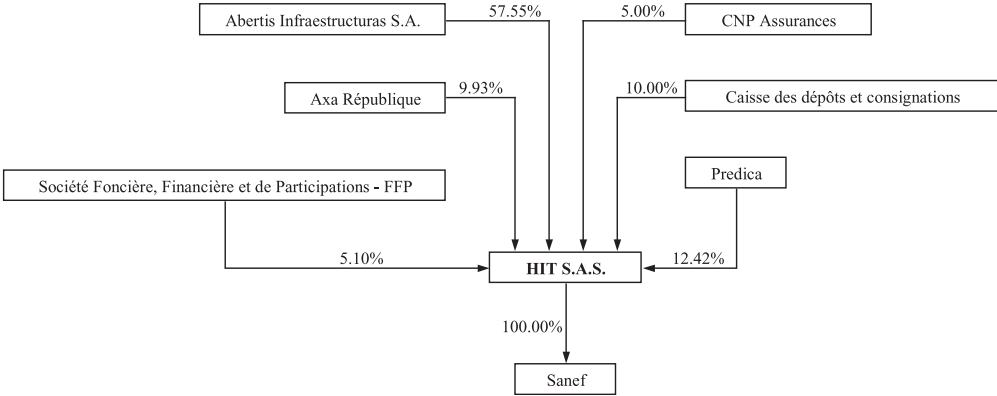 Abertis Infraestructuras S.A.
57.55%
5.00%
CNP Assurances
Axa République
9.93%
10.00%
Caisse des dépôts et consignations
Société Foncière, Financière et de Participations - FFP
Predica
5.10%
HIT S.A.S.
12.42%
100.00%
Sanef